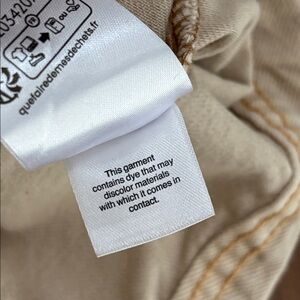 quefairedemesdechets.fr
This garment
contains dye that may
discolor materials
with which it comes in
contact.